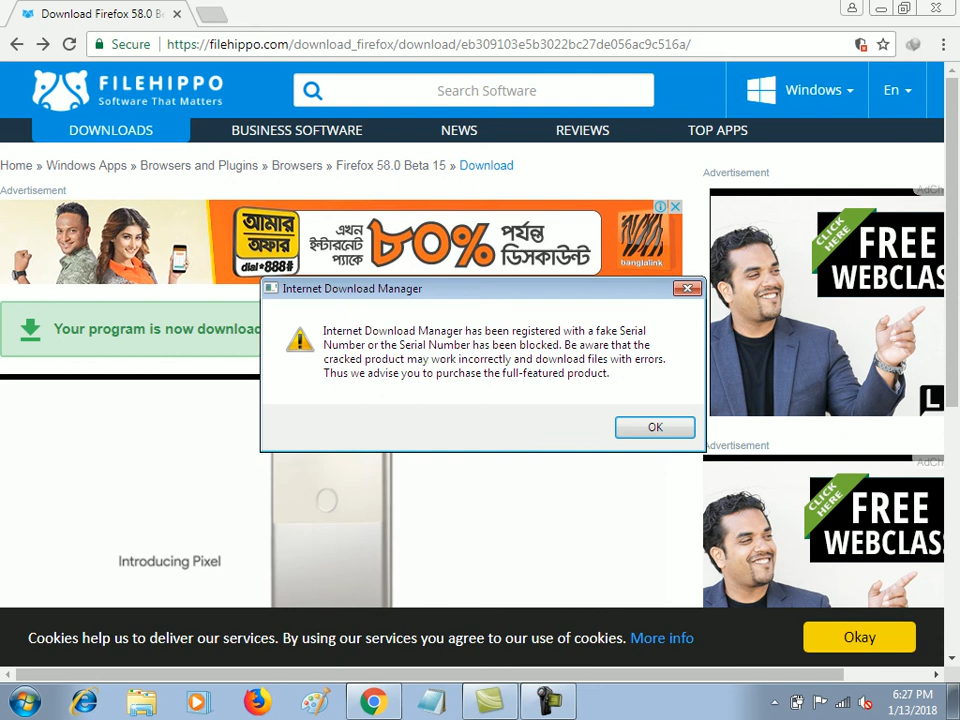 Download Firefox 58.0 Be
Secure
https://filehippo.com/download_firefox/download/eb309103e5b3022bc27de056ac9c516a/
FILEHIPPO
Software That Matters
Search Software
Windows
En
DOWNLOADS
BUSINESS SOFTWARE
NEWS
REVIEWS
TOP APPS
Home » Windows Apps » Browsers and Plugins » Browsers » Firefox 58.0 Beta 15 » Download
Advertisement
Advertisement
AdCh
আমার
অফার
dial*888#
এখন
ইন্টারনেট
প্যাকে
৮০%
পর্যন্ত
ডিসকাউন্ট
banglalink
CLICK
HERE
FREE
WEBCLAS
Your program is now download
Internet Download Manager
Internet Download Manager has been registered with a fake Serial
Number or the Serial Number has been blocked. Be aware that the
cracked product may work incorrectly and download files with errors.
Thus we advise you to purchase the full-featured product.
OK
L
Advertisement
AdCh
CLICK
HERE
FREE
WEBCLAS
Introducing Pixel
Cookies help us to deliver our services. By using our services you agree to our use of cookies. More info
Okay
6:27 PM
1/13/2018